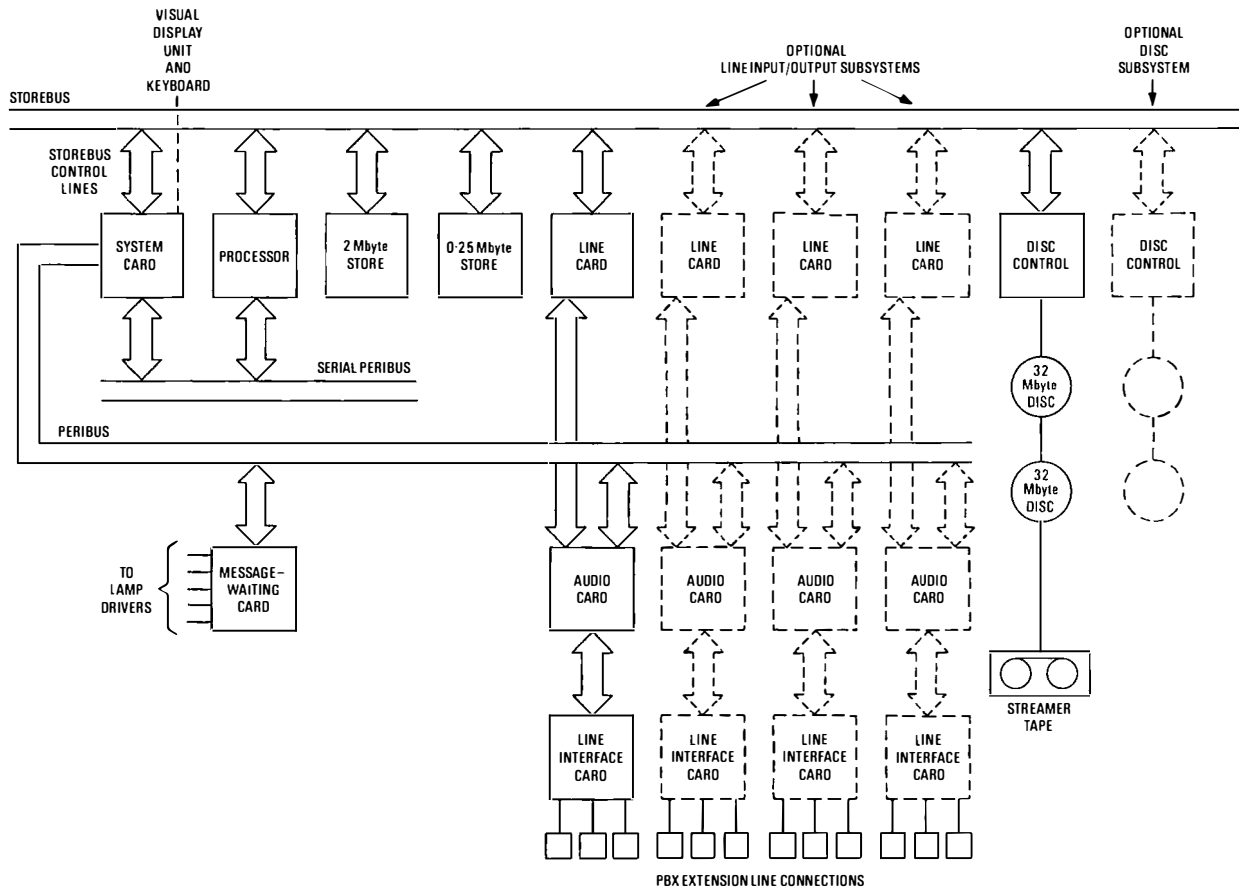 VISUAL
DISPLAY
UNIT
AND
KEYBOARD
OPTIONAL
LINE INPUT/OUTPUT SUBSYSTEMS
OPTIONAL
DISC
SUBSYSTEM
STOREBUS
STOREBUS
CONTROL
LINES
SYSTEM
CARD
PROCESSOR
2 Mbyte
STORE
0·25 Mbyte
STORE
LINE
CARD
LINE
CARD
LINE
CARD
LINE
CARD
DISC
CONTROL
DISC
CONTROL
SERIAL PERIBUS
32
Mbyte
DISC
PERIBUS
32
Mbyte
DISC
TO
LAMP
DRIVERS
MESSAGE–
WAITING
CARD
AUDIO
CARD
AUDIO
CARD
AUDIO
CARD
AUDIO
CARD
STREAMER
TAPE
LINE
INTERFACE
CARD
LINE
INTERFACE
CARD
LINE
INTERFACE
CARD
LINE
INTERFACE
CARD
PBX EXTENSION LINE CONNECTIONS